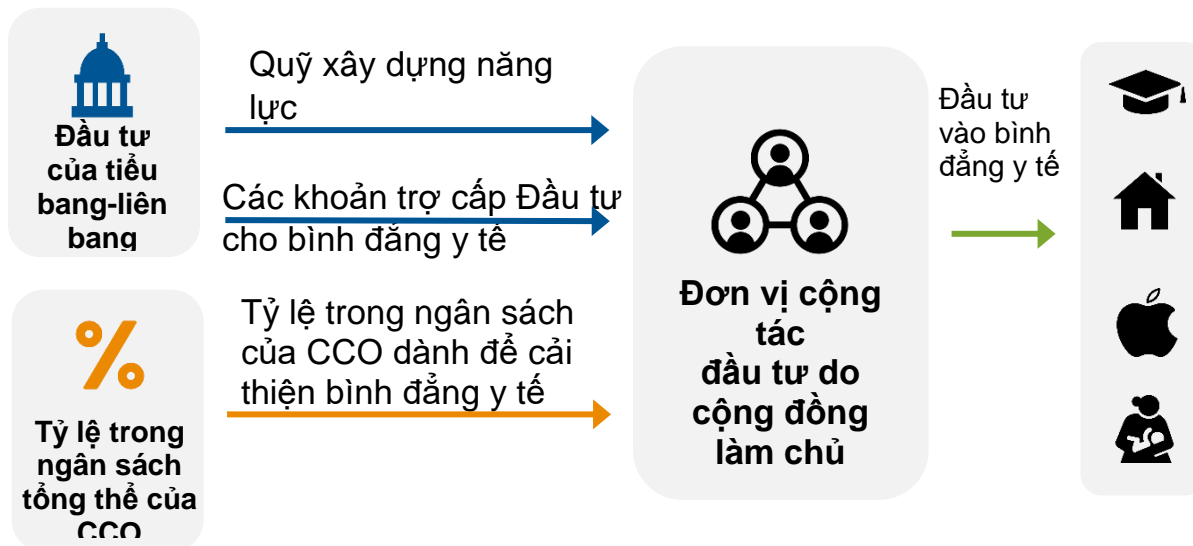 Đầu tư
của tiểu
bang-liên
bang
Quỹ xây dựng năng
lực
Các khoản trợ cấp Đầu tư
cho bình đẳng y tế
Tỷ lệ trong ngân sách
của CCO dành để cải
thiện bình đẳng y tế
Tỷ lệ trong
ngân sách
tổng thể của
CCO
Đơn vị cộng
tác
đầu tư do
cộng đồng
làm chủ
Đầu tư
vào bình
đẳng y tế